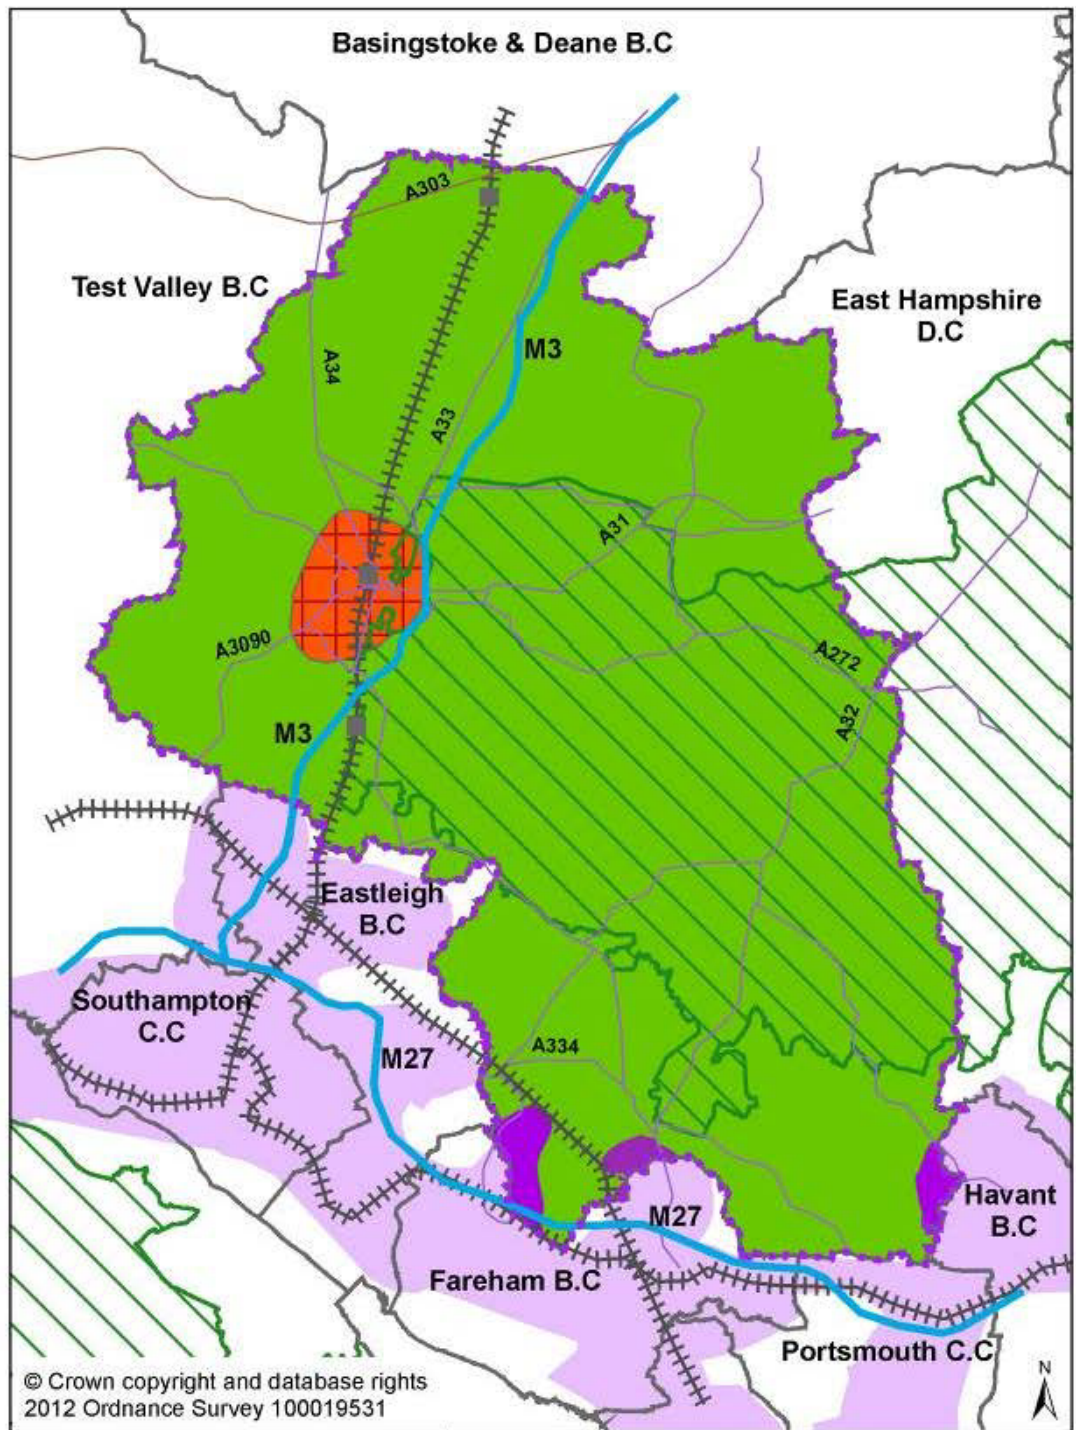 Basingstoke & Deane B.C
A303
Test Valley B.C
East Hampshire
D.C
A34
M3
A33
A31
A3090
A272
A32
M3
Eastleigh
B.C
Southampton
C.C
M27
A334
Havant
B.C
M27
Fareham B.C
Portsmouth C.C
© Crown copyright and database rights
2012 Ordnance Survey 100019531
N